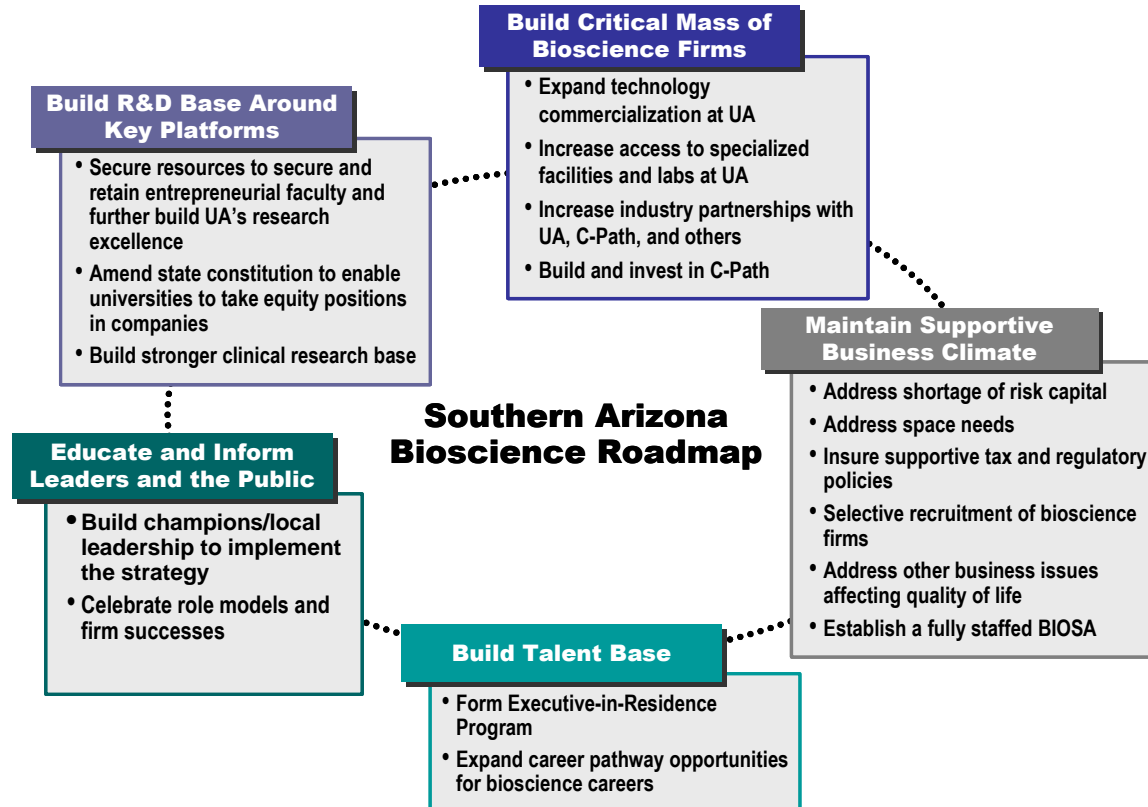 Build Critical Mass of
Bioscience Firms
• Expand technology
commercialization at UA
• Increase access to specialized
facilities and labs at UA
• Increase industry partnerships with
UA, C-Path, and others
• Build and invest in C-Path
Build R&D Base Around
Key Platforms
• Secure resources to secure and
retain entrepreneurial faculty and
further build UA's research
excellence
• Amend state constitution to enable
universities to take equity positions
in companies
• Build stronger clinical research base
Maintain Supportive
Business Climate
• Address shortage of risk capital
• Address space needs
• Insure supportive tax and regulatory
policies
• Selective recruitment of bioscience
firms
• Address other business issues
affecting quality of life
• Establish a fully staffed BIOSA
Southern Arizona
Bioscience Roadmap
Educate and Inform
Leaders and the Public
• Build champions/local
leadership to implement
the strategy
• Celebrate role models and
firm successes
Build Talent Base
• Form Executive-in-Residence
Program
• Expand career pathway opportunities
for bioscience careers